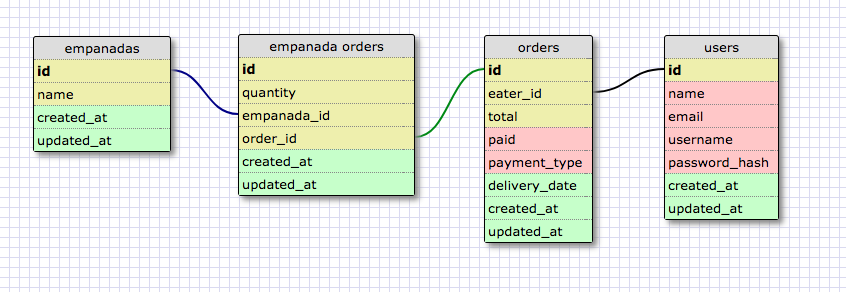 empanadas
id
name
created_at
updated_at
empanada orders
id
quantity
empanada_id
order_id
created_at
updated_at
orders
id
eater_id
total
paid
payment_type
delivery_date
created_at
updated_at
users
id
name
email
username
password_hash
created_at
updated_at